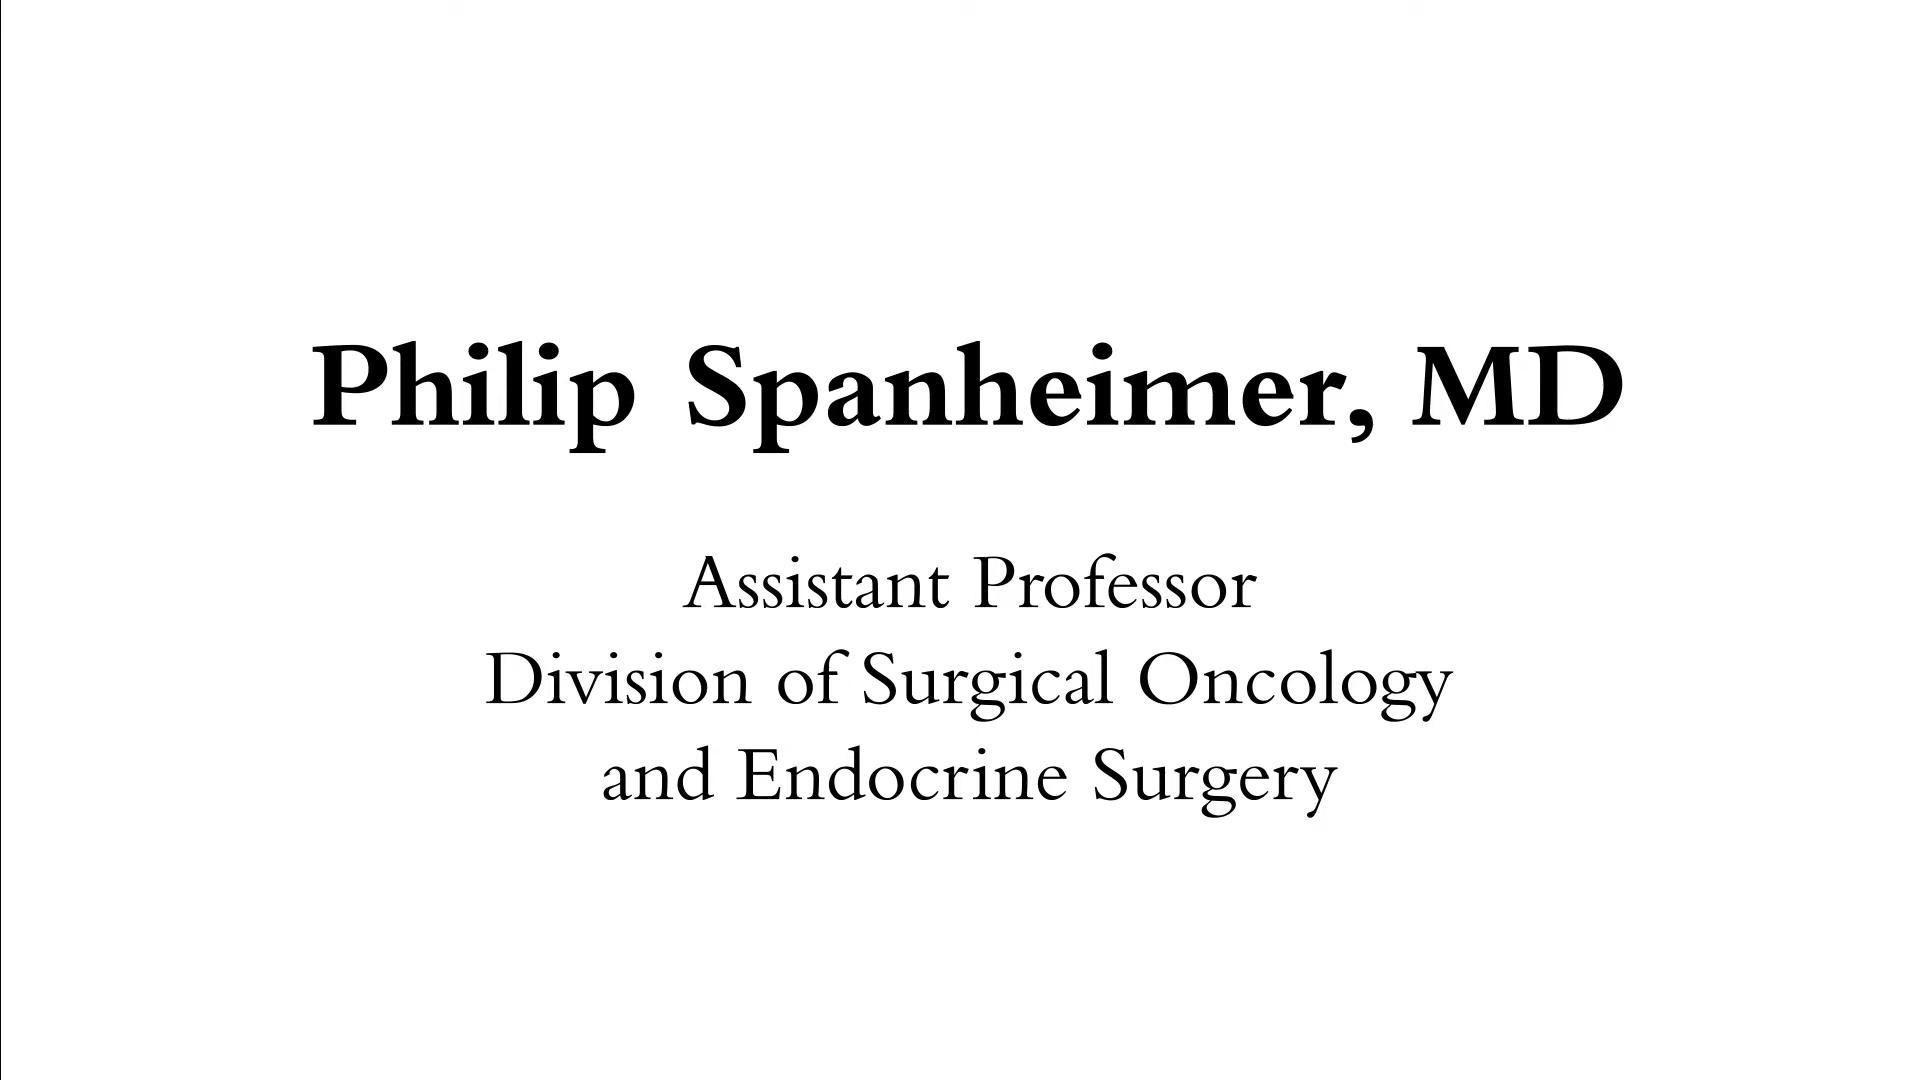 Philip Spanheimer, MD
Assistant Professor
Division of Surgical Oncology
and Endocrine Surgery